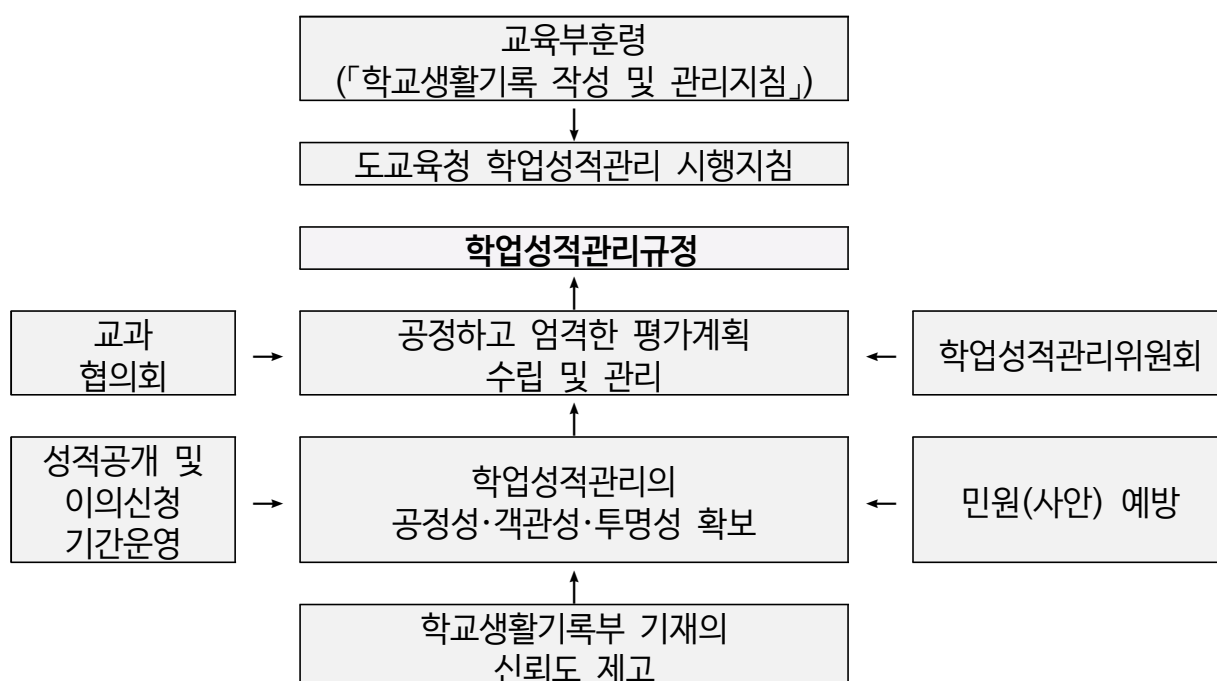 교육부훈령
(「학교생활기록 작성 및 관리지침」)
도교육청 학업성적관리 시행지침
학업성적관리규정
교과
협의회
공정하고 엄격한 평가계획
수립 및 관리
학업성적관리위원회
성적공개 및
이의신청
기간운영
학업성적관리의
공정성·객관성·투명성 확보
민원(사안) 예방
학교생활기록부 기재의
신뢰도 제고